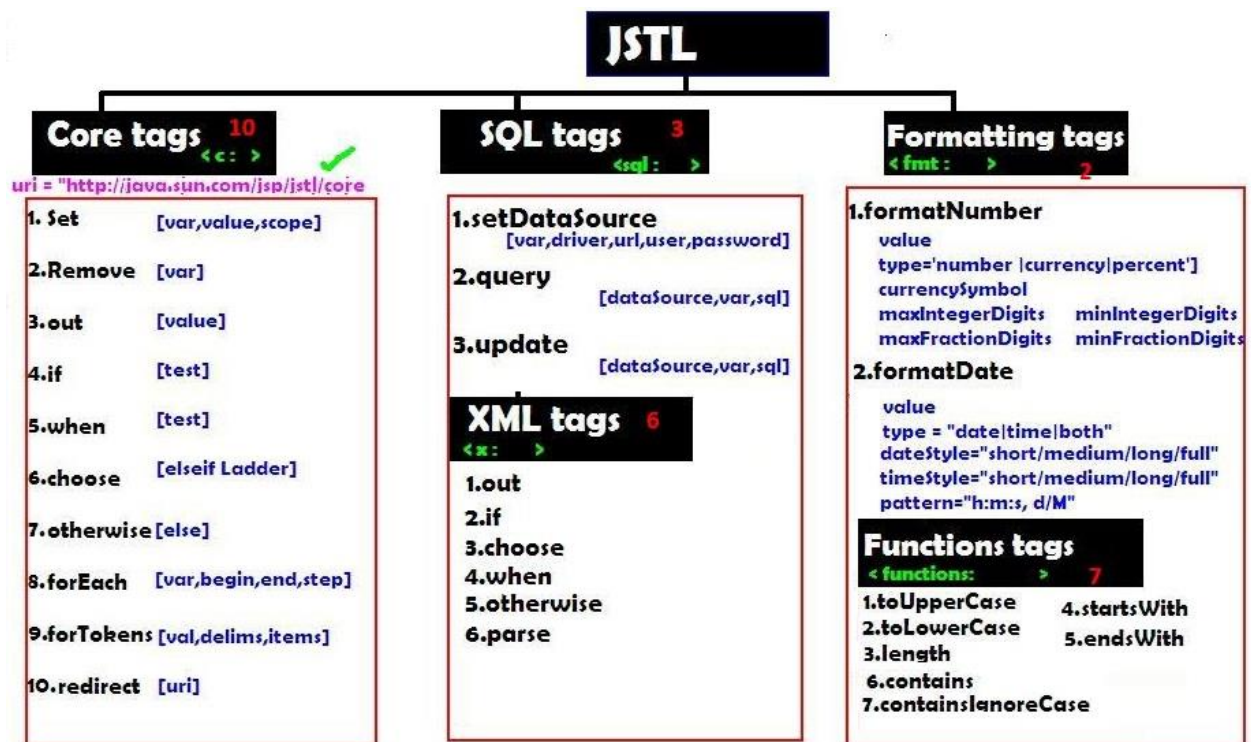 JSTL
Core tags 10
<c: >
uri = "http://java.sun.com/jsp/jstl/core
1. Set [var,value,scope]
2.Remove [var]
3.out [value]
4.if [test]
5.when [test]
6.choose [elseif Ladder]
7.otherwise [else]
8.forEach [var,begin,end,step]
9.forTokens [val,delims,items]
10.redirect [uri]
SQL tags 3
<sql: >
1.setDataSource
[var,driver,url,user,password]
2.query
[dataSource,var,sql]
3.update
[dataSource,var,sql]
XML tags 6
<x: >
1.out
2.if
3.choose
4.when
5.otherwise
6.parse
Formatting tags
<fmt: > 2
1.formatNumber
value
type='number |currency|percent']
currencySymbol
maxIntegerDigits minIntegerDigits
maxFractionDigits minFractionDigits
2.formatDate
value
type = "date|time|both"
dateStyle="short/medium/long/full"
timeStyle="short/medium/long/full"
pattern="h:m:s, d/M"
Functions tags
<functions: > 7
1.toUpperCase 4.startsWith
2.toLowerCase 5.endsWith
3.length
6.contains
7.containsIgnoreCase